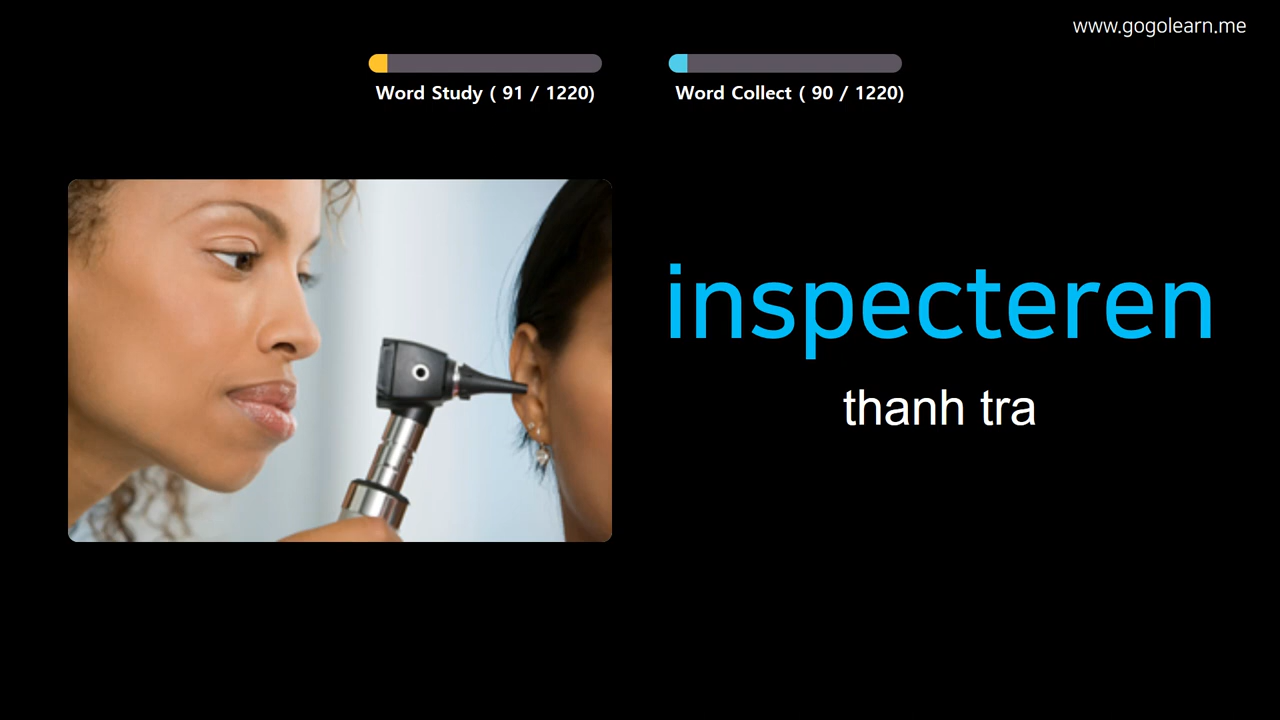 www.gogolearn.me
Word Study ( 91 / 1220)
Word Collect ( 90 / 1220)
inspecteren
thanh tra